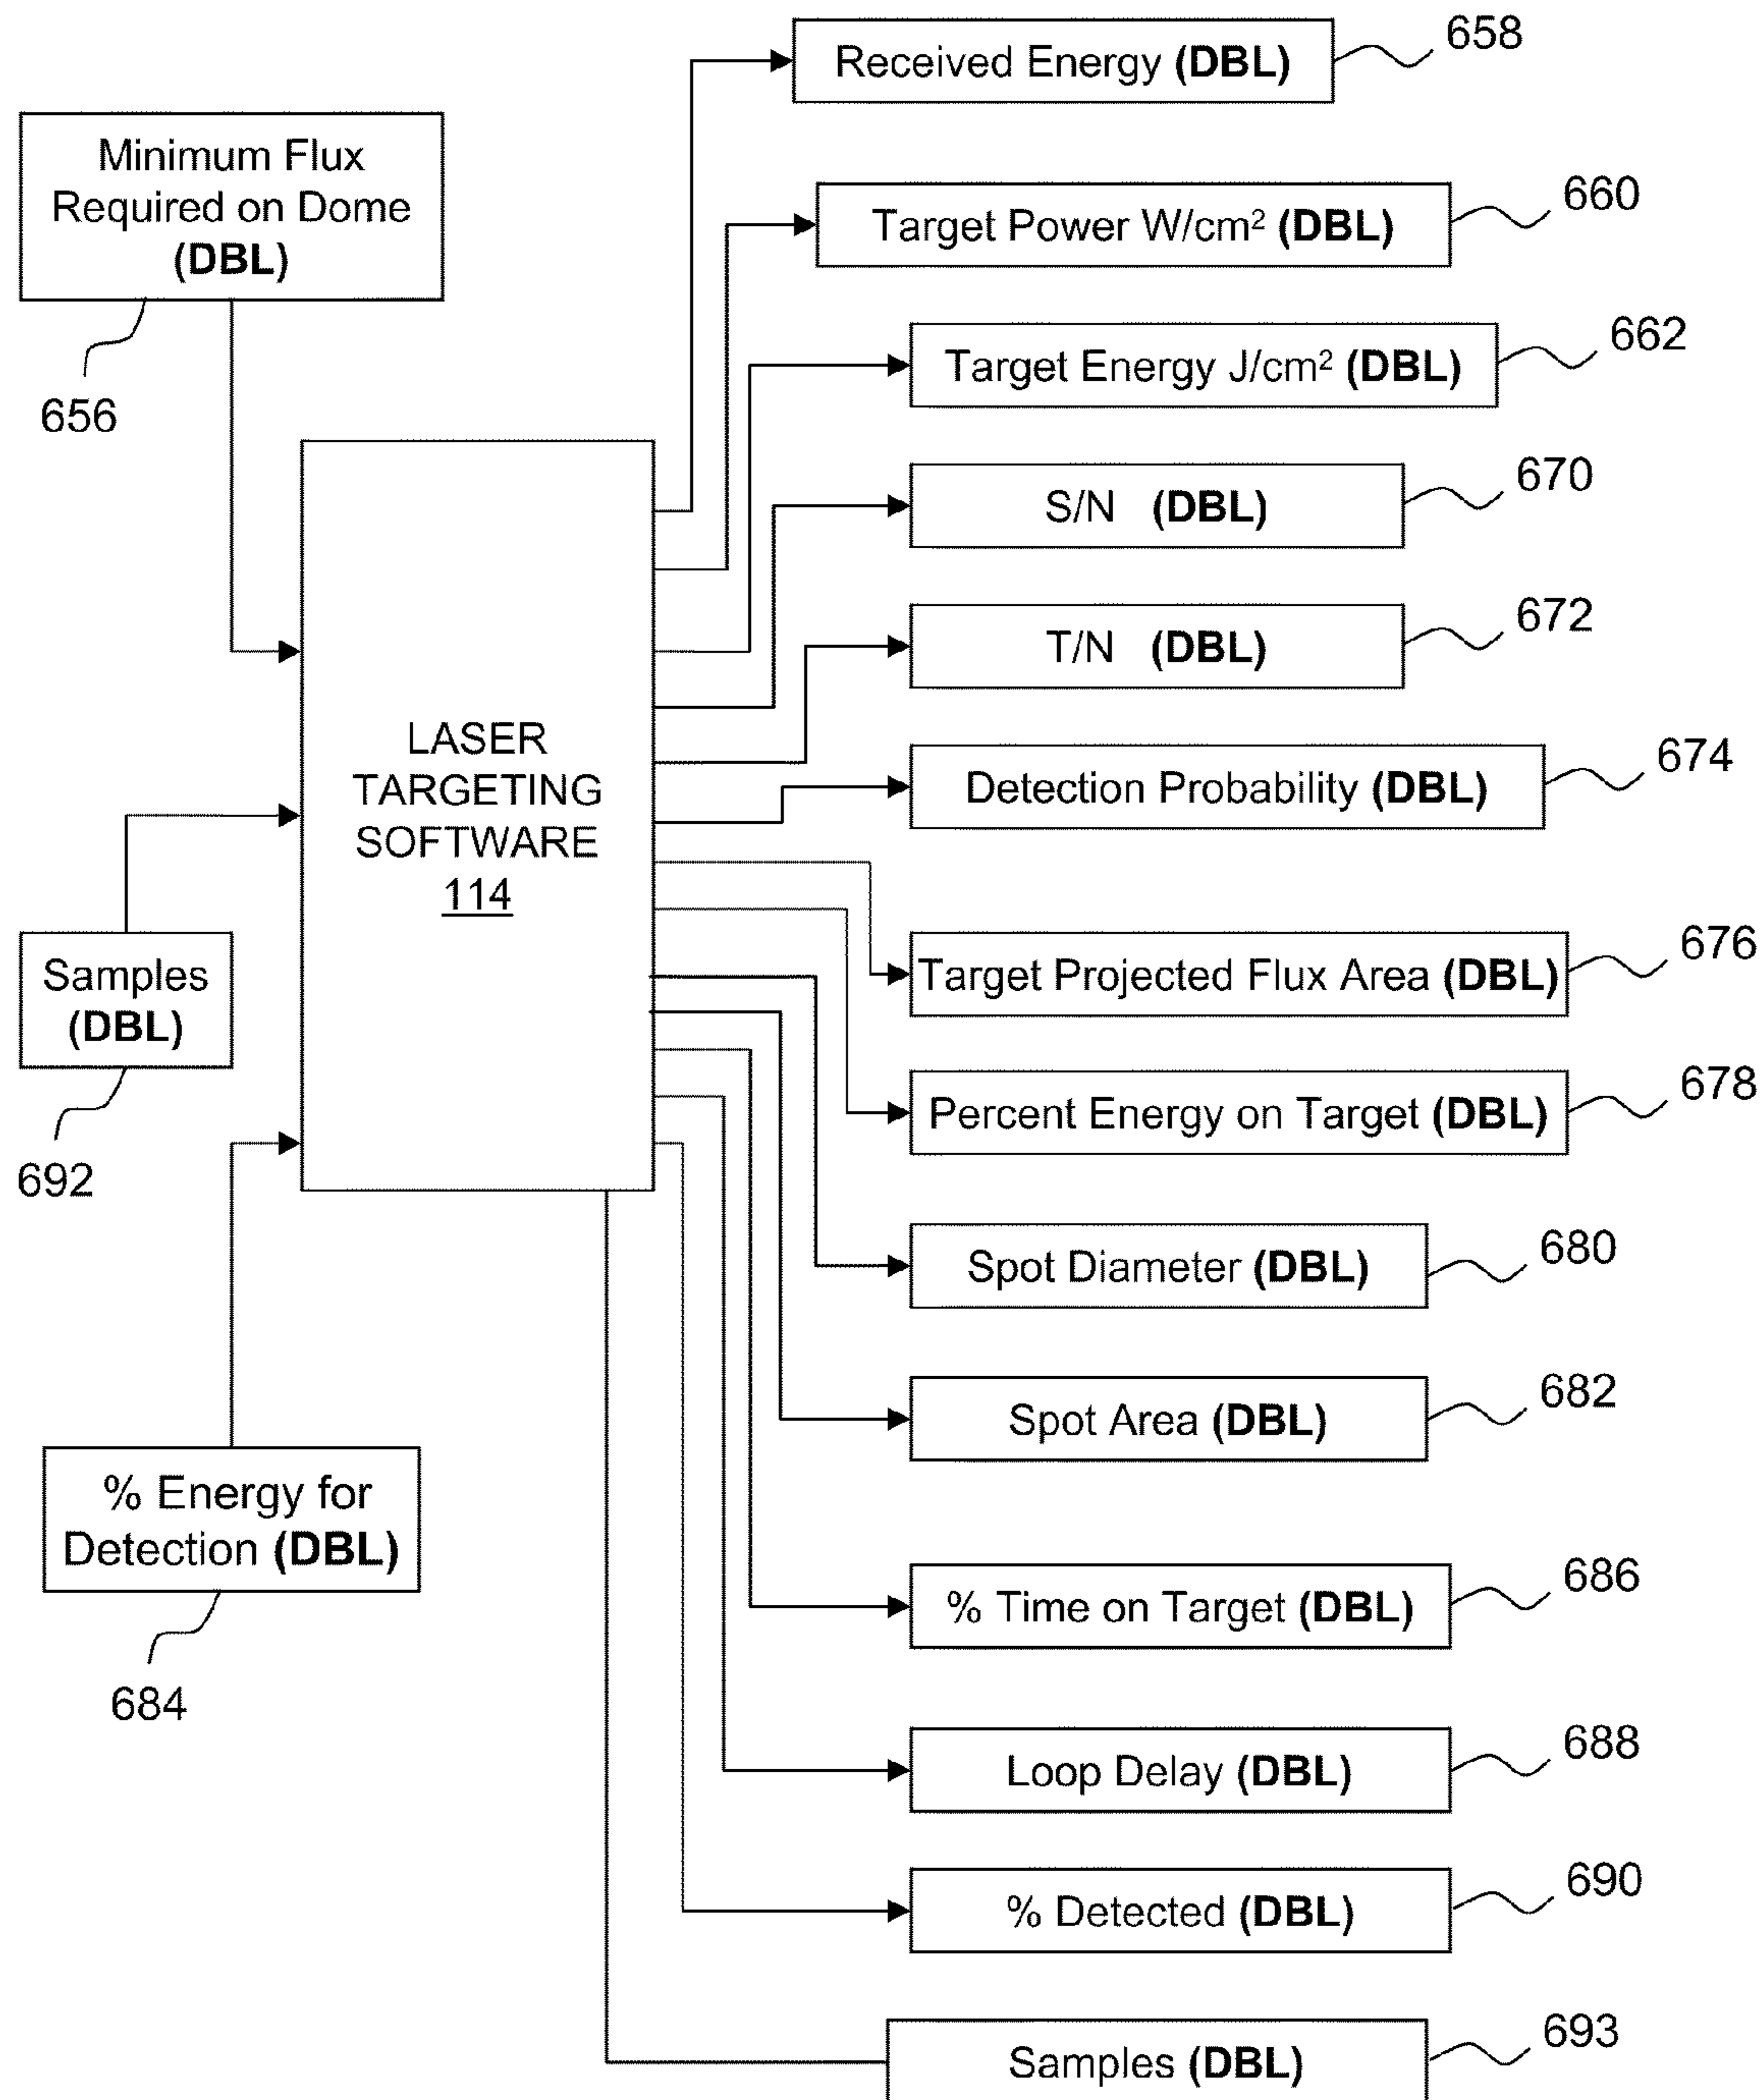 Received Energy (DBL)
658
Minimum Flux
Required on Dome
(DBL)
656
Target Power W/cm² (DBL)
660
Target Energy J/cm² (DBL)
662
S/N (DBL)
670
T/N (DBL)
672
LASER
TARGETING
SOFTWARE
114
Detection Probability (DBL)
674
Samples
(DBL)
692
Target Projected Flux Area (DBL)
676
Percent Energy on Target (DBL)
678
Spot Diameter (DBL)
680
Spot Area (DBL)
682
% Energy for
Detection (DBL)
684
% Time on Target (DBL)
686
Loop Delay (DBL)
688
% Detected (DBL)
690
Samples (DBL)
693